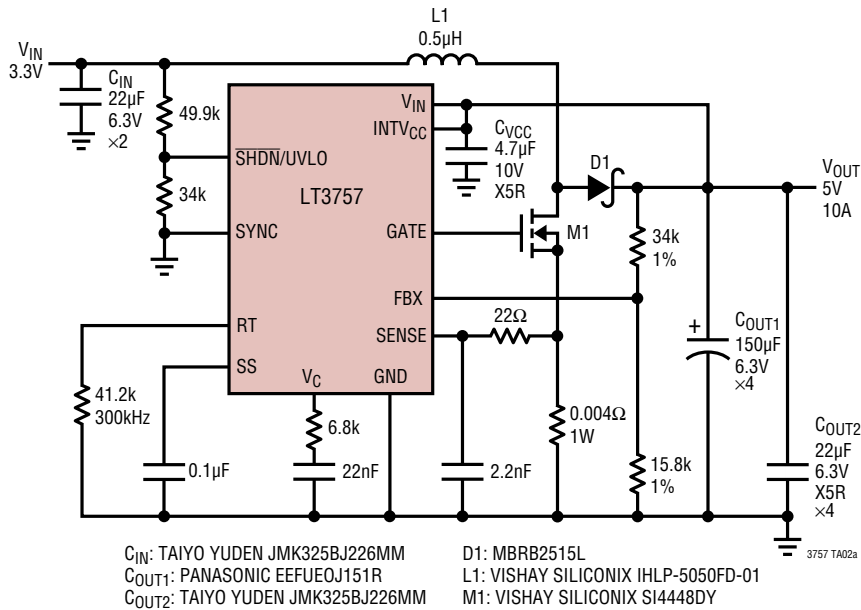 L1
0.5µH
VIN
3.3V
CIN
22µF
6.3V
×2
49.9k
34k
VIN
INTVCC
SHDN/UVLO
LT3757
SYNC
GATE
FBX
SENSE
RT
SS
VC
GND
CVCC
4.7µF
10V
X5R
D1
VOUT
5V
10A
M1
34k
1%
22Ω
+
COUT1
150µF
6.3V
×4
41.2k
300kHz
6.8k
0.004Ω
1W
0.1µF
22nF
2.2nF
15.8k
1%
COUT2
22µF
6.3V
X5R
×4
3757 TA02a
CIN: TAIYO YUDEN JMK325BJ226MM
COUT1: PANASONIC EEFUEOJ151R
COUT2: TAIYO YUDEN JMK325BJ226MM
D1: MBRB2515L
L1: VISHAY SILICONIX IHLP-5050FD-01
M1: VISHAY SILICONIX SI4448DY